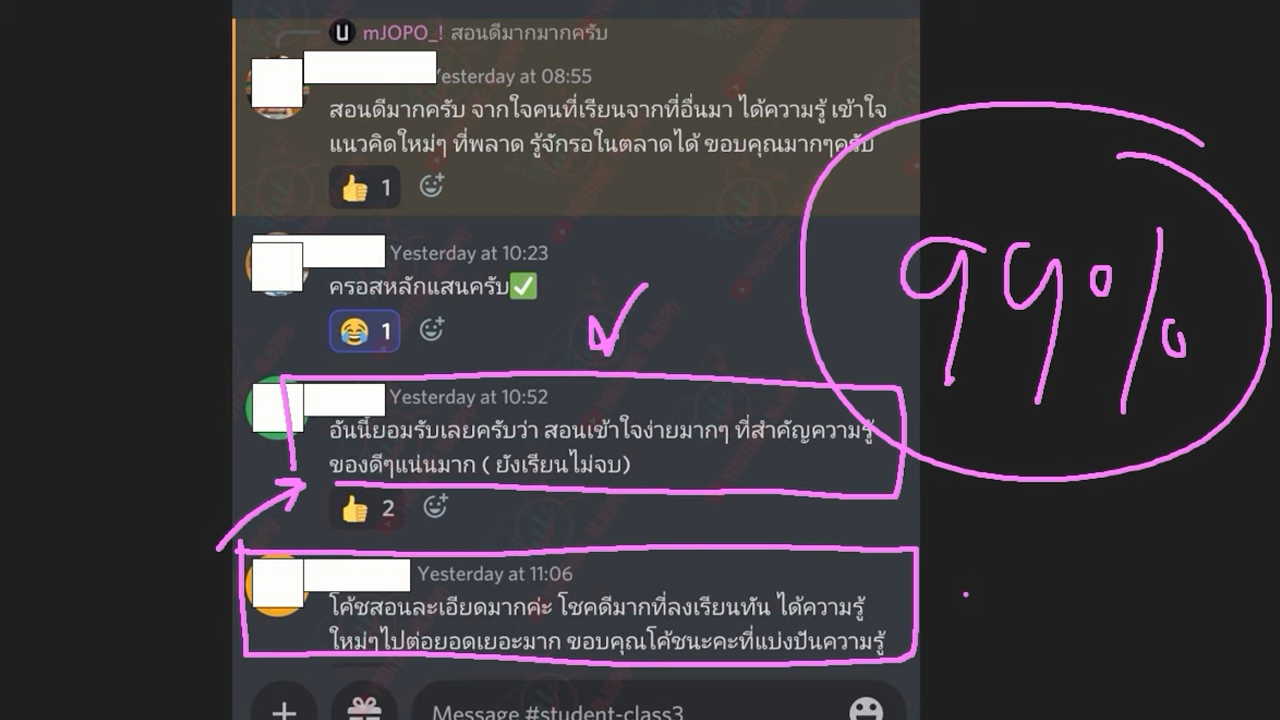 U mJOPO_! สอนดีมากมากครับ
Yesterday at 08:55
สอนดีมากครับ จากใจคนที่เรียนจากที่อื่นมา ได้ความรู้ เข้าใจ
แนวคิดใหม่ๆ ที่พลาด รู้จักรอในตลาดได้ ขอบคุณมากๆครับ
👍 1
Yesterday at 10:23
ครอสหลักแสนครับ✅
😂 1
Yesterday at 10:52
อันนี้ยอมรับเลยครับว่า สอนเข้าใจง่ายมากๆ ที่สำคัญความรู้
ของดีๆแน่นมาก ( ยังเรียนไม่จบ)
👍 2
Yesterday at 11:06
โค้ชสอนละเอียดมากค่ะ โชคดีมากที่ลงเรียนทัน ได้ความรู้
ใหม่ๆไปต่อยอดเยอะมาก ขอบคุณโค้ชนะคะที่แบ่งปันความรู้
Message #student-class3
99%